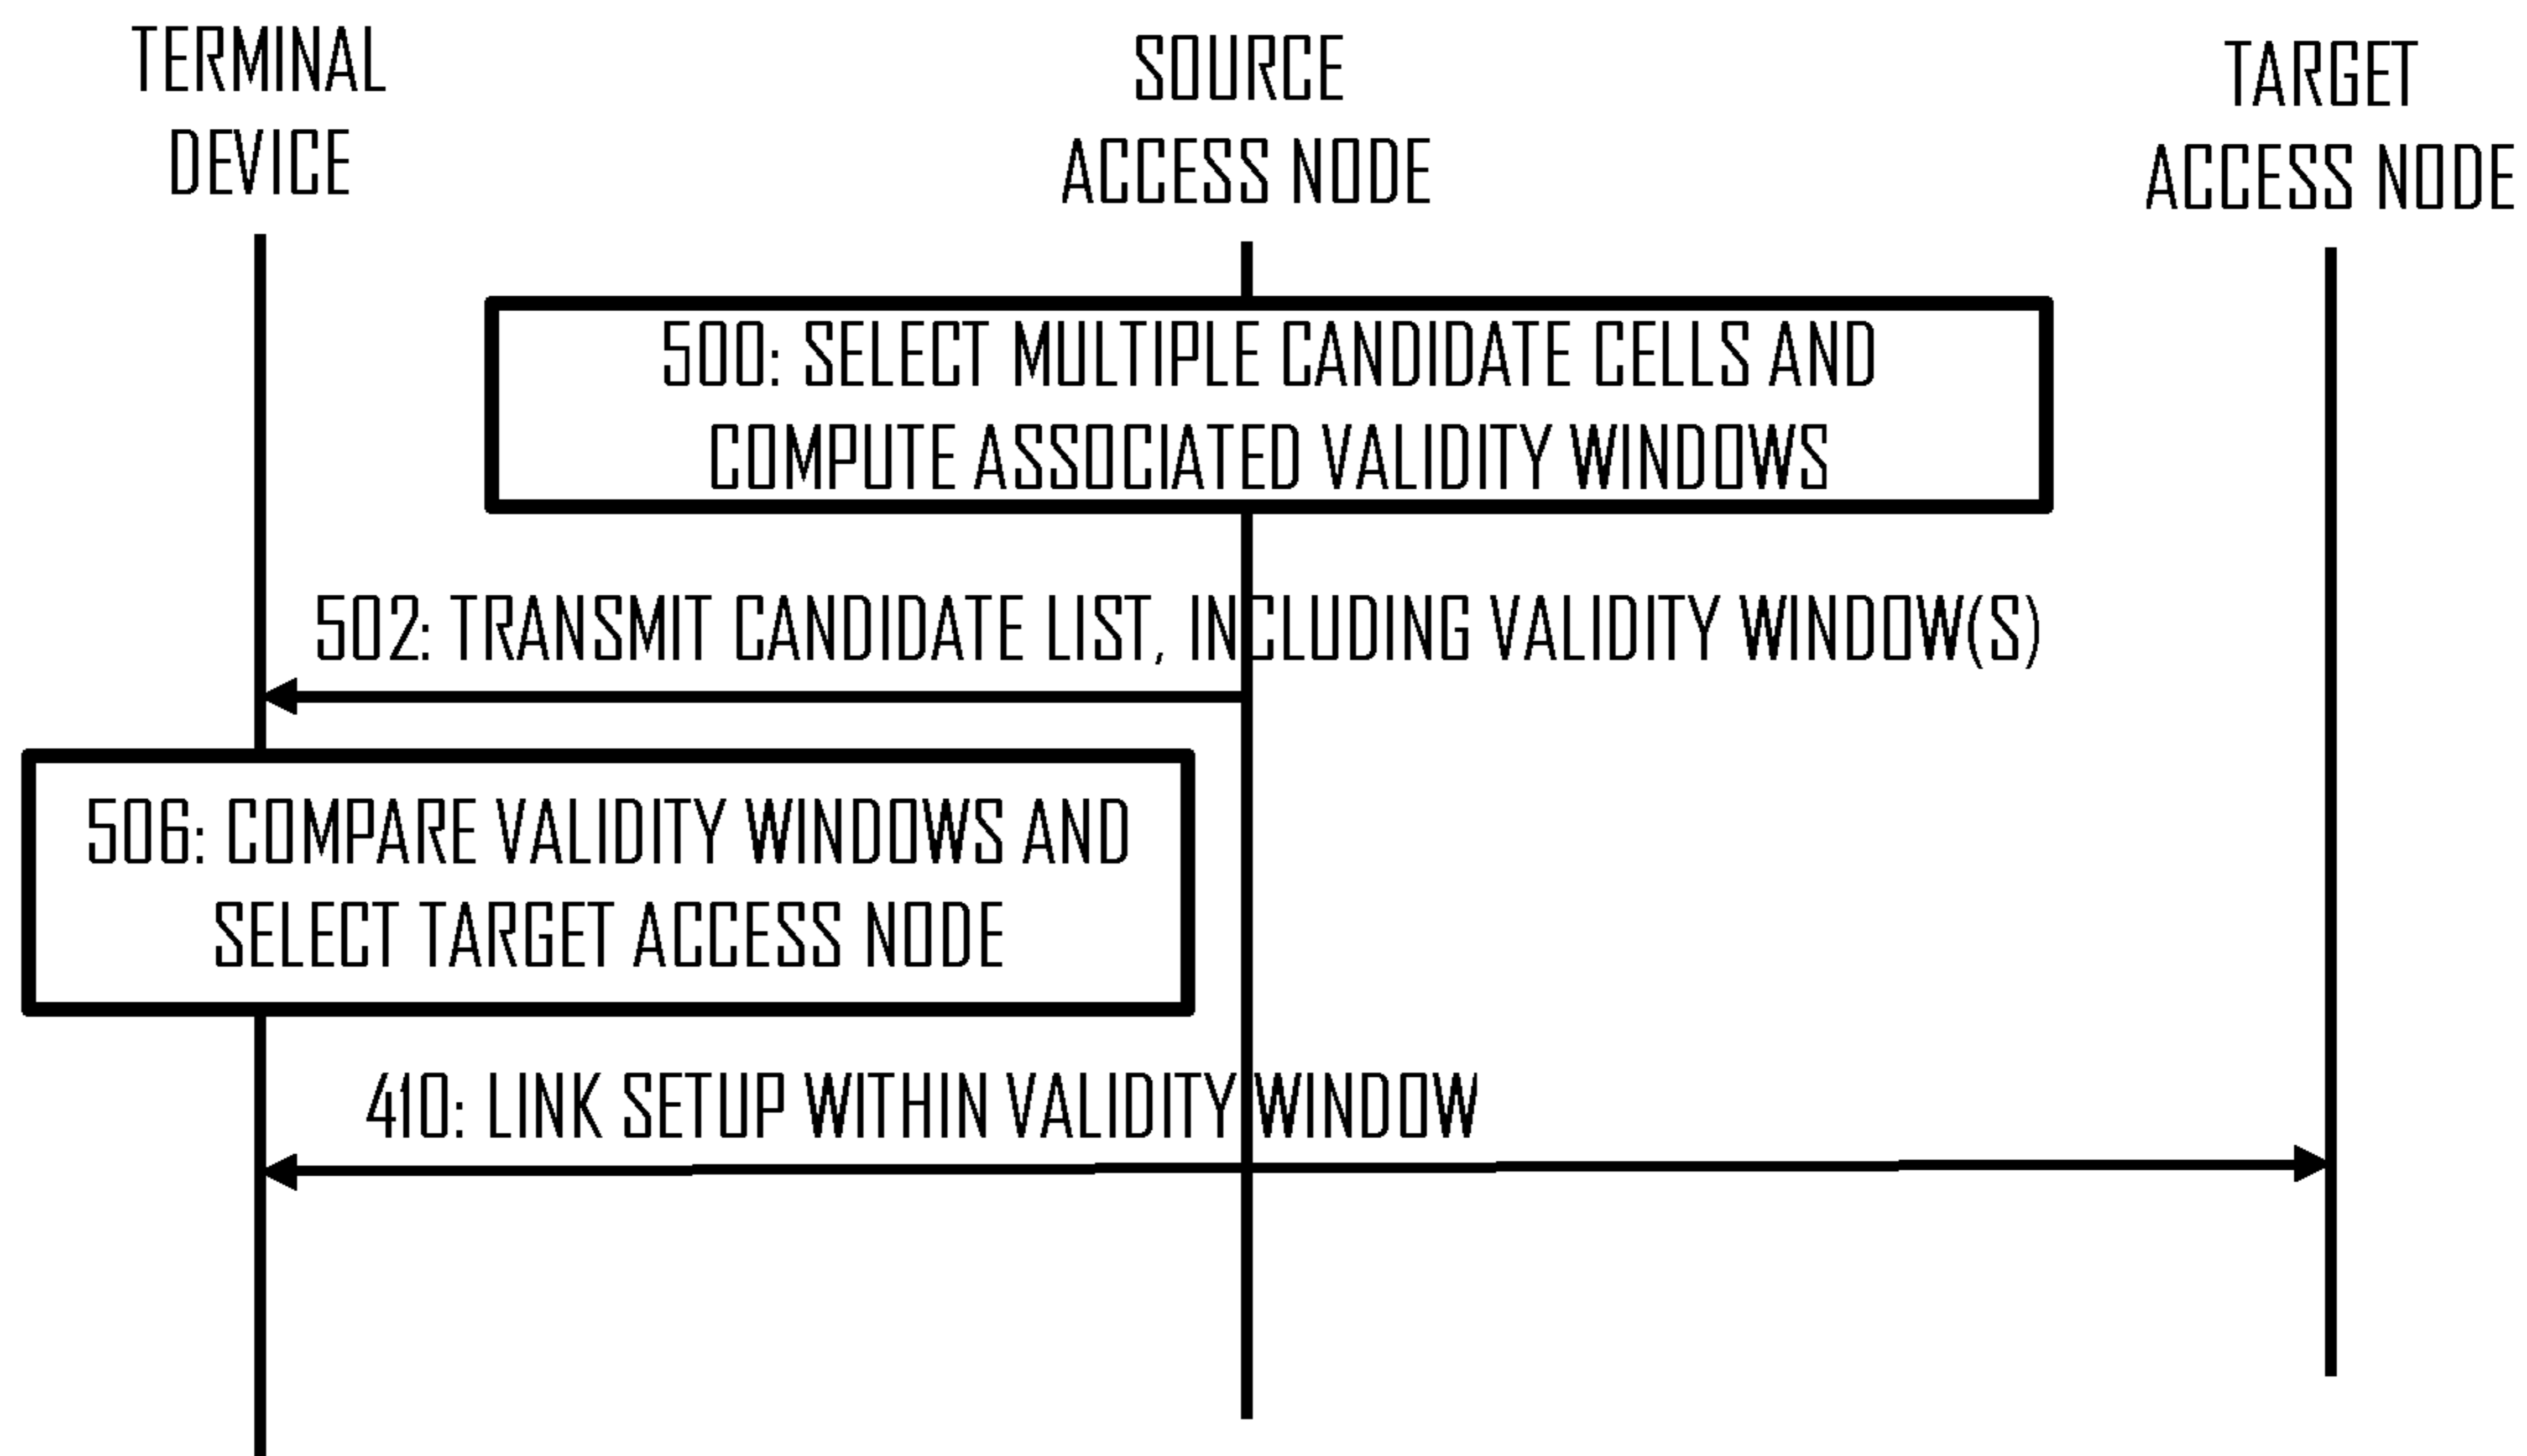 TERMINAL
DEVICE
SOURCE
ACCESS NODE
TARGET
ACCESS NODE
500: SELECT MULTIPLE CANDIDATE CELLS AND
COMPUTE ASSOCIATED VALIDITY WINDOWS
502: TRANSMIT CANDIDATE LIST, INCLUDING VALIDITY WINDOW(S)
506: COMPARE VALIDITY WINDOWS AND
SELECT TARGET ACCESS NODE
410: LINK SETUP WITHIN VALIDITY WINDOW